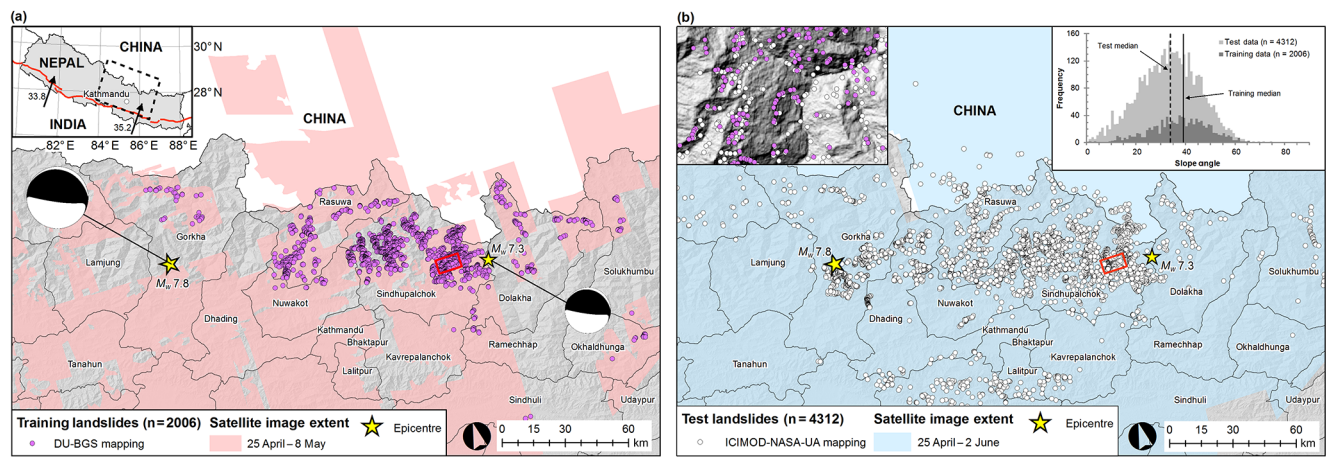 (a)
CHINA
NEPAL
Kathmandu
33.8
35.2
INDIA
30°N
28°N
82°E
84°E
86°E
88°E
CHINA
Rasuwa
Gorkha
Lamjung
Mw 7.8
Mw 7.3
Solukhumbu
Sindhupalchok
Dolakha
Nuwakot
Dhading
Kathmandu
Bhaktapur
Ramechhap
Okhaldhunga
Tanahun
Kavrepalanchok
Lalitpur
Sindhuli
Udaypur
Training landslides (n=2006)
DU-BGS mapping
Satellite image extent
25 April – 8 May
Epicentre
0 10 20 40 60
km
(b)
160
120
80
40
0
Frequency
Test median
Test data (n = 4312)
Training data (n = 2006)
Training median
0 20 40 60 80
Slope angle
CHINA
Rasuwa
Gorkha
Lamjung
Mw 7.8
Mw 7.3
Solukhumbu
Sindhupalchok
Dolakha
Nuwakot
Dhading
Kathmandu
Bhaktapur
Ramechhap
Okhaldhunga
Tanahun
Kavrepalanchok
Lalitpur
Sindhuli
Udaypur
Test landslides (n=4312)
ICIMOD-NASA-UA mapping
Satellite image extent
25 April – 2 June
Epicentre
0 10 20 40 60
km